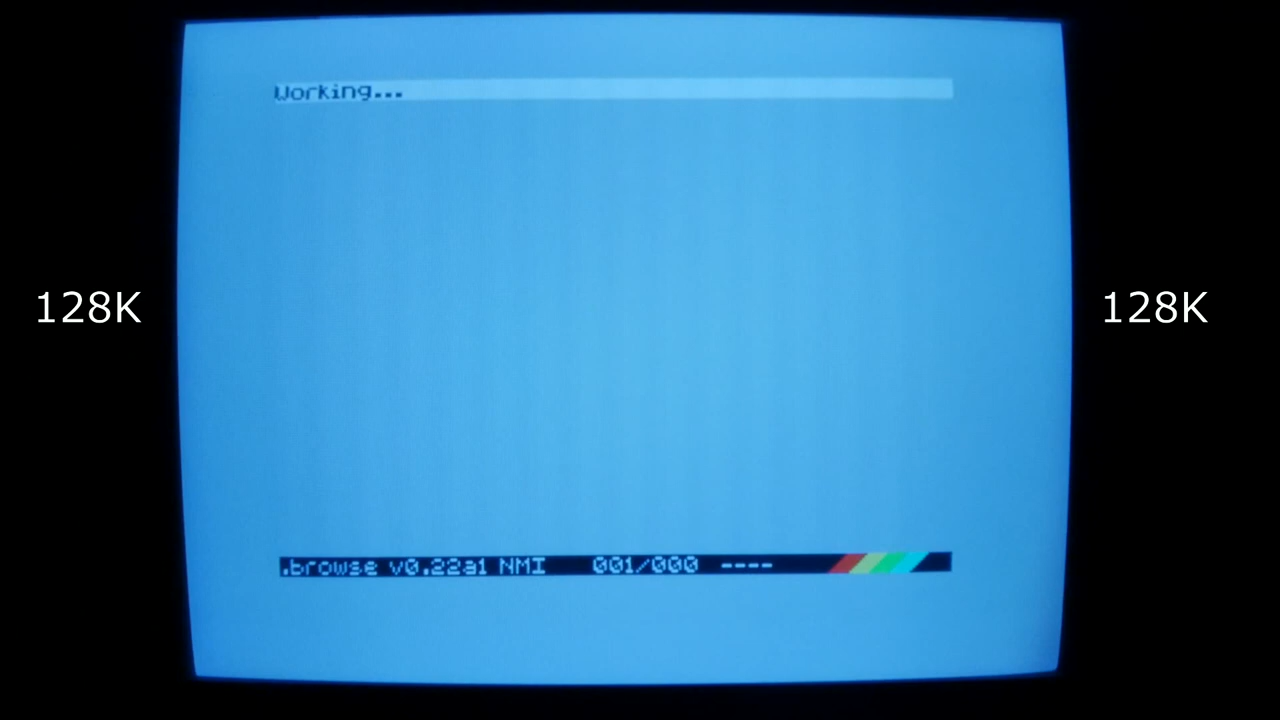 Working...
128K
128K
.browse v0.22a1 NMI 001/000 ----